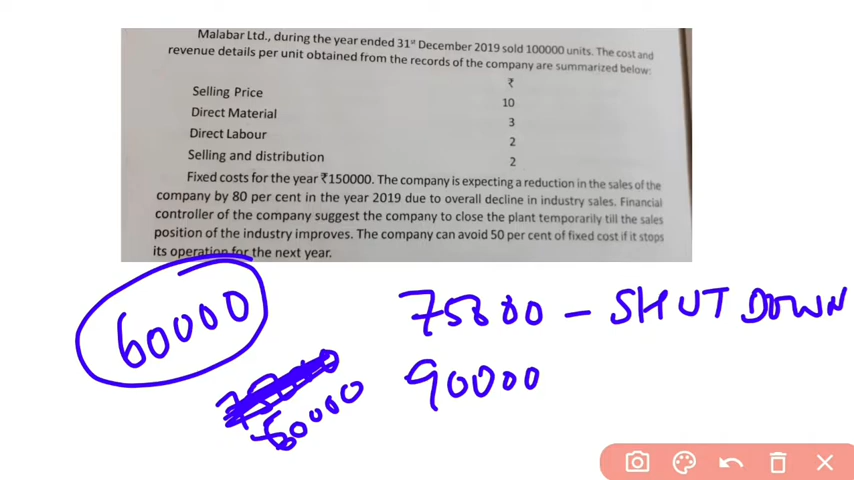 Malabar Ltd., during the year ended 31st December 2019 sold 100000 units. The cost and
revenue details per unit obtained from the records of the company are summarized below:
₹
Selling Price 10
Direct Material 3
Direct Labour 2
Selling and distribution 2
Fixed costs for the year ₹150000. The company is expecting a reduction in the sales of the
company by 80 per cent in the year 2019 due to overall decline in industry sales. Financial
controller of the company suggest the company to close the plant temporarily till the sales
position of the industry improves. The company can avoid 50 per cent of fixed cost if it stops
its operation for the next year.
60000
75000 - SHUT DOWN
90000
60000